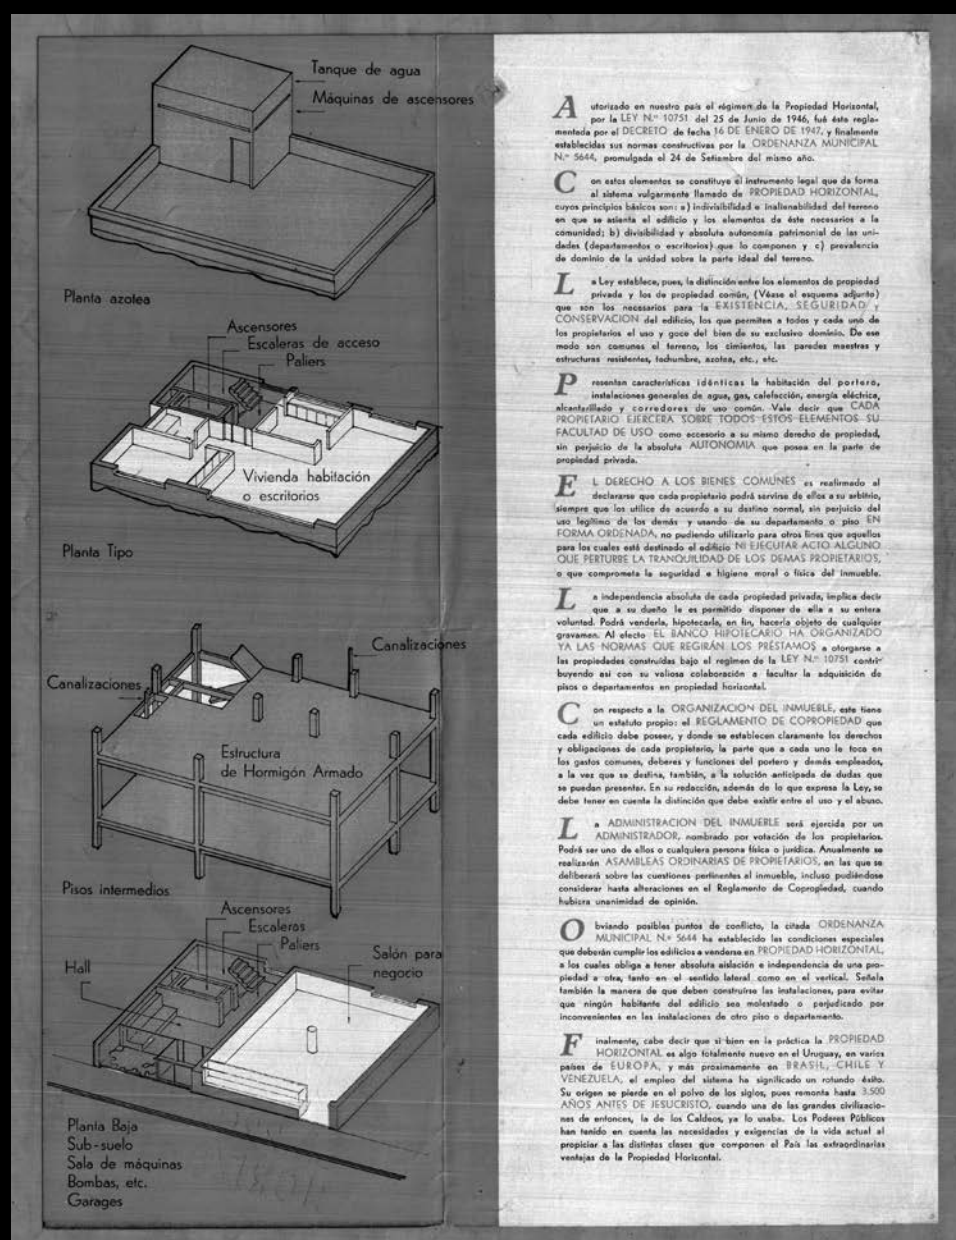 Tanque de agua
Máquinas de ascensores
Planta azotea
Ascensores
Escaleras de acceso
Paliers
Vivienda habitación
o escritorios
Planta Tipo
Canalizaciones
Canalizaciones
Estructura
de Hormigón Armado
Pisos intermedios
Ascensores
Escaleras
Paliers
Hall
Salón para
negocio
Planta Baja
Sub-suelo
Sala de máquinas
Bombas, etc.
Garages
Autorizado en nuestro país el régimen de la Propiedad Horizontal,
por la LEY N.º 10751 del 25 de Junio de 1946, fué éste regla-
mentada por el DECRETO de fecha 16 DE ENERO DE 1947, y finalmente
establecidas sus normas constructivas por la ORDENANZA MUNICIPAL
N.º 5644, promulgada el 24 de Setiembre del mismo año.
Con estos elementos se constituye el instrumento legal que da forma
al sistema vulgarmente llamado de PROPIEDAD HORIZONTAL,
cuyos principios básicos son: a) indivisibilidad e inalienabilidad del terreno
en que se asienta el edificio y los elementos de éste necesarios a la
comunidad; b) divisibilidad y absoluta autonomía patrimonial de las uni-
dades (departamentos o escritorios) que lo componen y c) prevalencia
de dominio de la unidad sobre la parte ideal del terreno.
La Ley establece, pues, la distinción entre los elementos de propiedad
privada y los de propiedad común, (Véase el esquema adjunto)
que son los necesarios para la EXISTENCIA, SEGURIDAD y
CONSERVACION del edificio, los que permiten a todos y cada uno de
los propietarios el uso y goce del bien de su exclusivo dominio. De ese
modo son comunes el terreno, los cimientos, las paredes maestras y
estructuras resistentes, techumbre, azotea, etc., etc.
Presentan características idénticas la habitación del portero,
instalaciones generales de agua, gas, calefacción, energía eléctrica,
alcantarillado y corredores de uso común. Vale decir que CADA
PROPIETARIO EJERCERA SOBRE TODOS ESTOS ELEMENTOS SU
FACULTAD DE USO como accesorio a su mismo derecho de propiedad,
sin perjuicio de la absoluta AUTONOMIA que posea en la parte de
propiedad privada.
EL DERECHO A LOS BIENES COMUNES es reafirmado al
declararse que cada propietario podrá servirse de ellos a su arbitrio,
siempre que los utilice de acuerdo a su destino normal, sin perjuicio del
uso legítimo de los demás y usando de su departamento o piso EN
FORMA ORDENADA, no pudiendo utilizarlo para otros fines que aquellos
para los cuales está destinado el edificio NI EJECUTAR ACTO ALGUNO
QUE PERTURBE LA TRANQUILIDAD DE LOS DEMAS PROPIETARIOS,
o que comprometa la seguridad e higiene moral o física del inmueble.
La independencia absoluta de cada propiedad privada, implica decir
que a su dueño le es permitido disponer de ella a su entera
voluntad. Podrá venderla, hipotecarla, en fin, hacerla objeto de cualquier
gravamen. Al efecto EL BANCO HIPOTECARIO HA ORGANIZADO
YA LAS NORMAS QUE REGIRÁN LOS PRÉSTAMOS a otorgarse a
las propiedades construídas bajo el regimen de la LEY N.º 10751 contri-
buyendo así con su valiosa colaboración a facultar la adquisición de
pisos o departamentos en propiedad horizontal.
Con respecto a la ORGANIZACION DEL INMUEBLE, este tiene
un estatuto propio: el REGLAMENTO DE COPROPIEDAD que
cada edificio debe poseer, y donde se establecen claramente los derechos
y obligaciones de cada propietario, la parte que a cada uno le toca en
los gastos comunes, deberes y funciones del portero y demás empleados,
a la vez que se destina, también, a la solución anticipada de dudas que
se puedan presentar. En su redacción, además de lo que expresa la Ley, se
debe tener en cuenta la distinción que debe existir entre el uso y el abuso.
La ADMINISTRACION DEL INMUEBLE será ejercida por un
ADMINISTRADOR, nombrado por votación de los propietarios.
Podrá ser uno de ellos o cualquiera persona física o jurídica. Anualmente se
realizarán ASAMBLEAS ORDINARIAS DE PROPIETARIOS, en las que se
deliberará sobre las cuestiones pertinentes al inmueble, incluso pudiéndose
considerar hasta alteraciones en el Reglamento de Copropiedad, cuando
hubiera unanimidad de opinión.
Obviando posibles puntos de conflicto, la citada ORDENANZA
MUNICIPAL N.º 5644 ha establecido las condiciones especiales
que deberán cumplir los edificios a venderse en PROPIEDAD HORIZONTAL,
a los cuales obliga a tener absoluta aislación e independencia de una pro-
piedad a otra, tanto en el sentido lateral como en el vertical. Señala
también la manera de que deben construirse las instalaciones, para evitar
que ningún habitante del edificio sea molestado o perjudicado por
inconvenientes en las instalaciones de otro piso o departamento.
Finalmente, cabe decir que si bien en la práctica la PROPIEDAD
HORIZONTAL es algo totalmente nuevo en el Uruguay, en varios
países de EUROPA, y más proximamente en BRASIL, CHILE Y
VENEZUELA, el empleo del sistema ha significado un rotundo éxito.
Su origen se pierde en el polvo de los siglos, pues remonta hasta 3.500
AÑOS ANTES DE JESUCRISTO, cuando una de las grandes civilizacio-
nes de entonces, la de los Caldeos, ya lo usaba. Los Poderes Públicos
han tenido en cuenta las necesidades y exigencias de la vida actual al
propiciar a las distintas clases que componen el País las extraordinarias
ventajas de la Propiedad Horizontal.